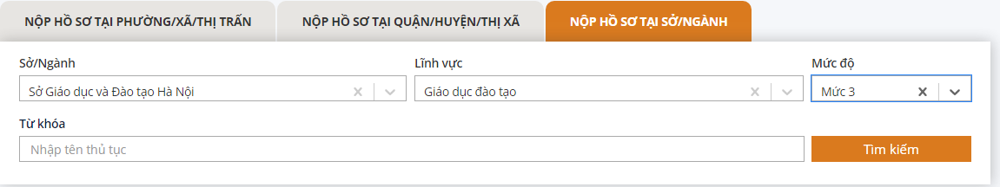 NỘP HỒ SƠ TẠI PHƯỜNG/XÃ/THỊ TRẤN
NỘP HỒ SƠ TẠI QUẬN/HUYỆN/THỊ XÃ
NỘP HỒ SƠ TẠI SỞ/NGÀNH
Sở/Ngành
Lĩnh vực
Mức độ
Sở Giáo dục và Đào tạo Hà Nội
Giáo dục đào tạo
Mức 3
Từ khóa
Nhập tên thủ tục
Tìm kiếm